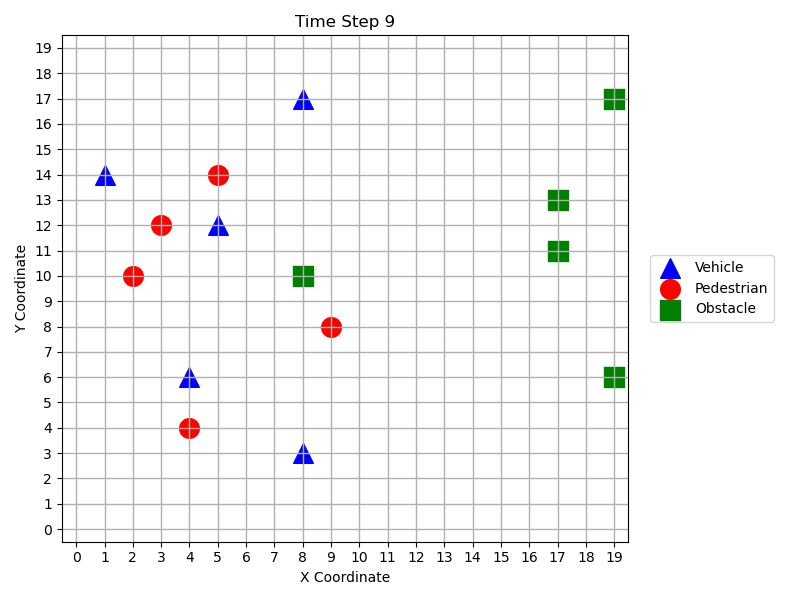 Time Step 9
Y Coordinate
19
18
17
16
15
14
13
12
11
10
9
8
7
6
5
4
3
2
1
0
0 1 2 3 4 5 6 7 8 9 10 11 12 13 14 15 16 17 18 19
X Coordinate
Vehicle
Pedestrian
Obstacle